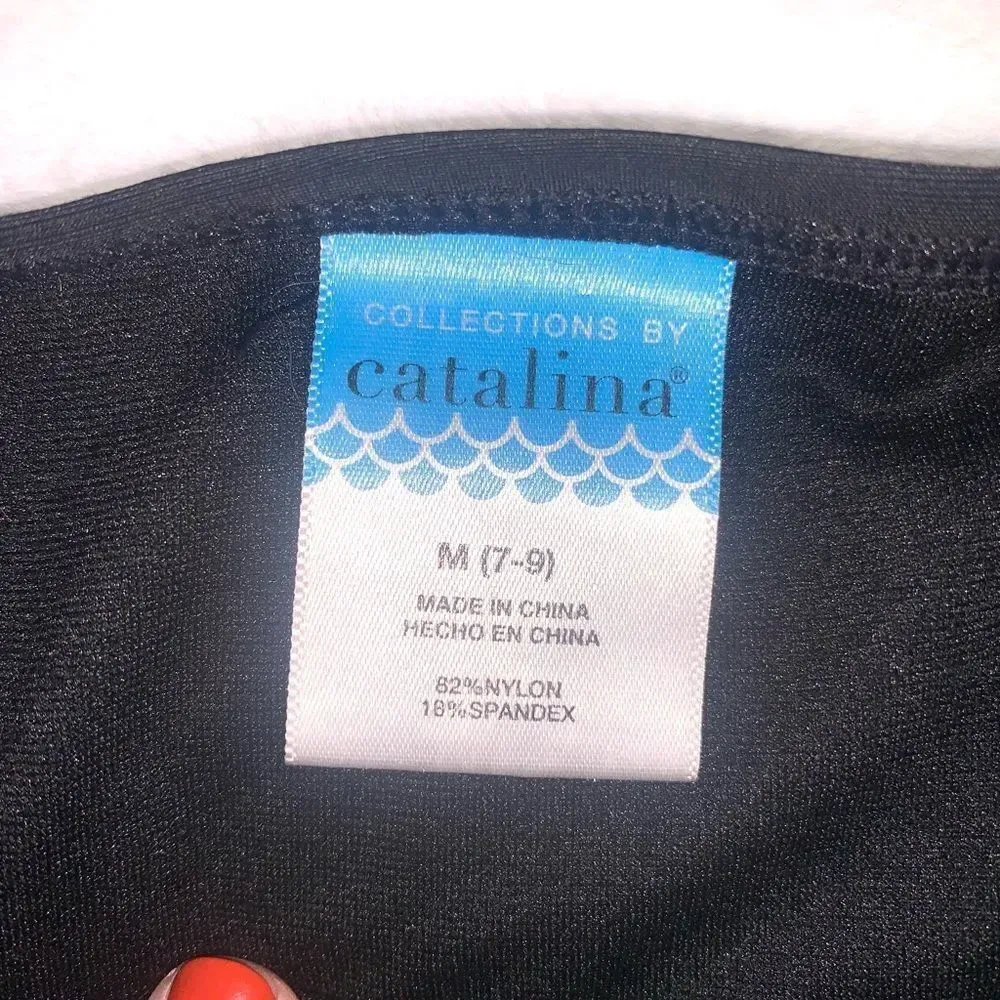 COLLECTIONS BY
catalina®
M (7-9)
MADE IN CHINA
HECHO EN CHINA
82%NYLON
18%SPANDEX